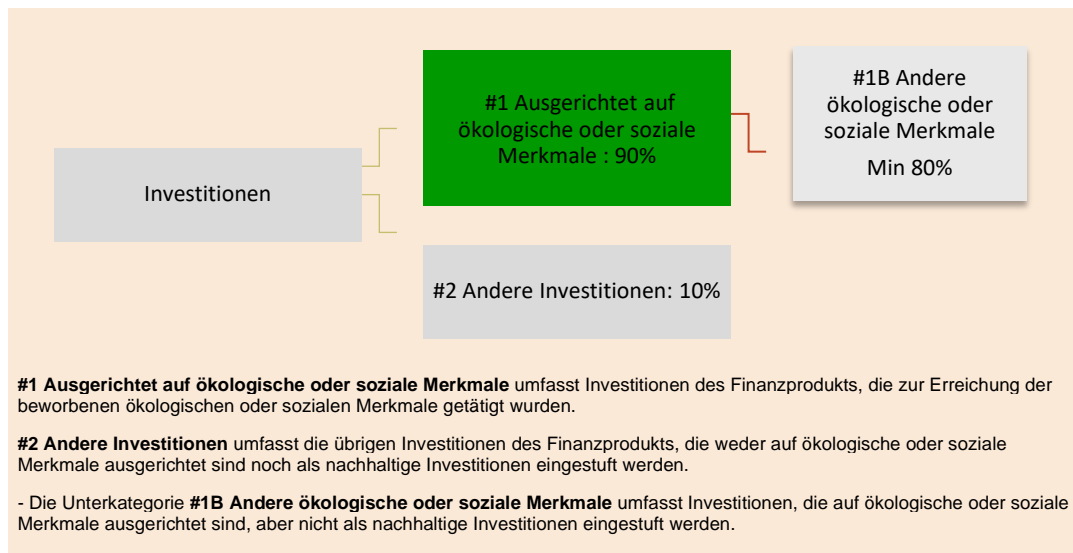 Investitionen
#1 Ausgerichtet auf
ökologische oder soziale
Merkmale : 90%
#1B Andere
ökologische oder
soziale Merkmale
Min 80%
#2 Andere Investitionen: 10%
#1 Ausgerichtet auf ökologische oder soziale Merkmale umfasst Investitionen des Finanzprodukts, die zur Erreichung der
beworbenen ökologischen oder sozialen Merkmale getätigt wurden.
#2 Andere Investitionen umfasst die übrigen Investitionen des Finanzprodukts, die weder auf ökologische oder soziale
Merkmale ausgerichtet sind noch als nachhaltige Investitionen eingestuft werden.
- Die Unterkategorie #1B Andere ökologische oder soziale Merkmale umfasst Investitionen, die auf ökologische oder soziale
Merkmale ausgerichtet sind, aber nicht als nachhaltige Investitionen eingestuft werden.